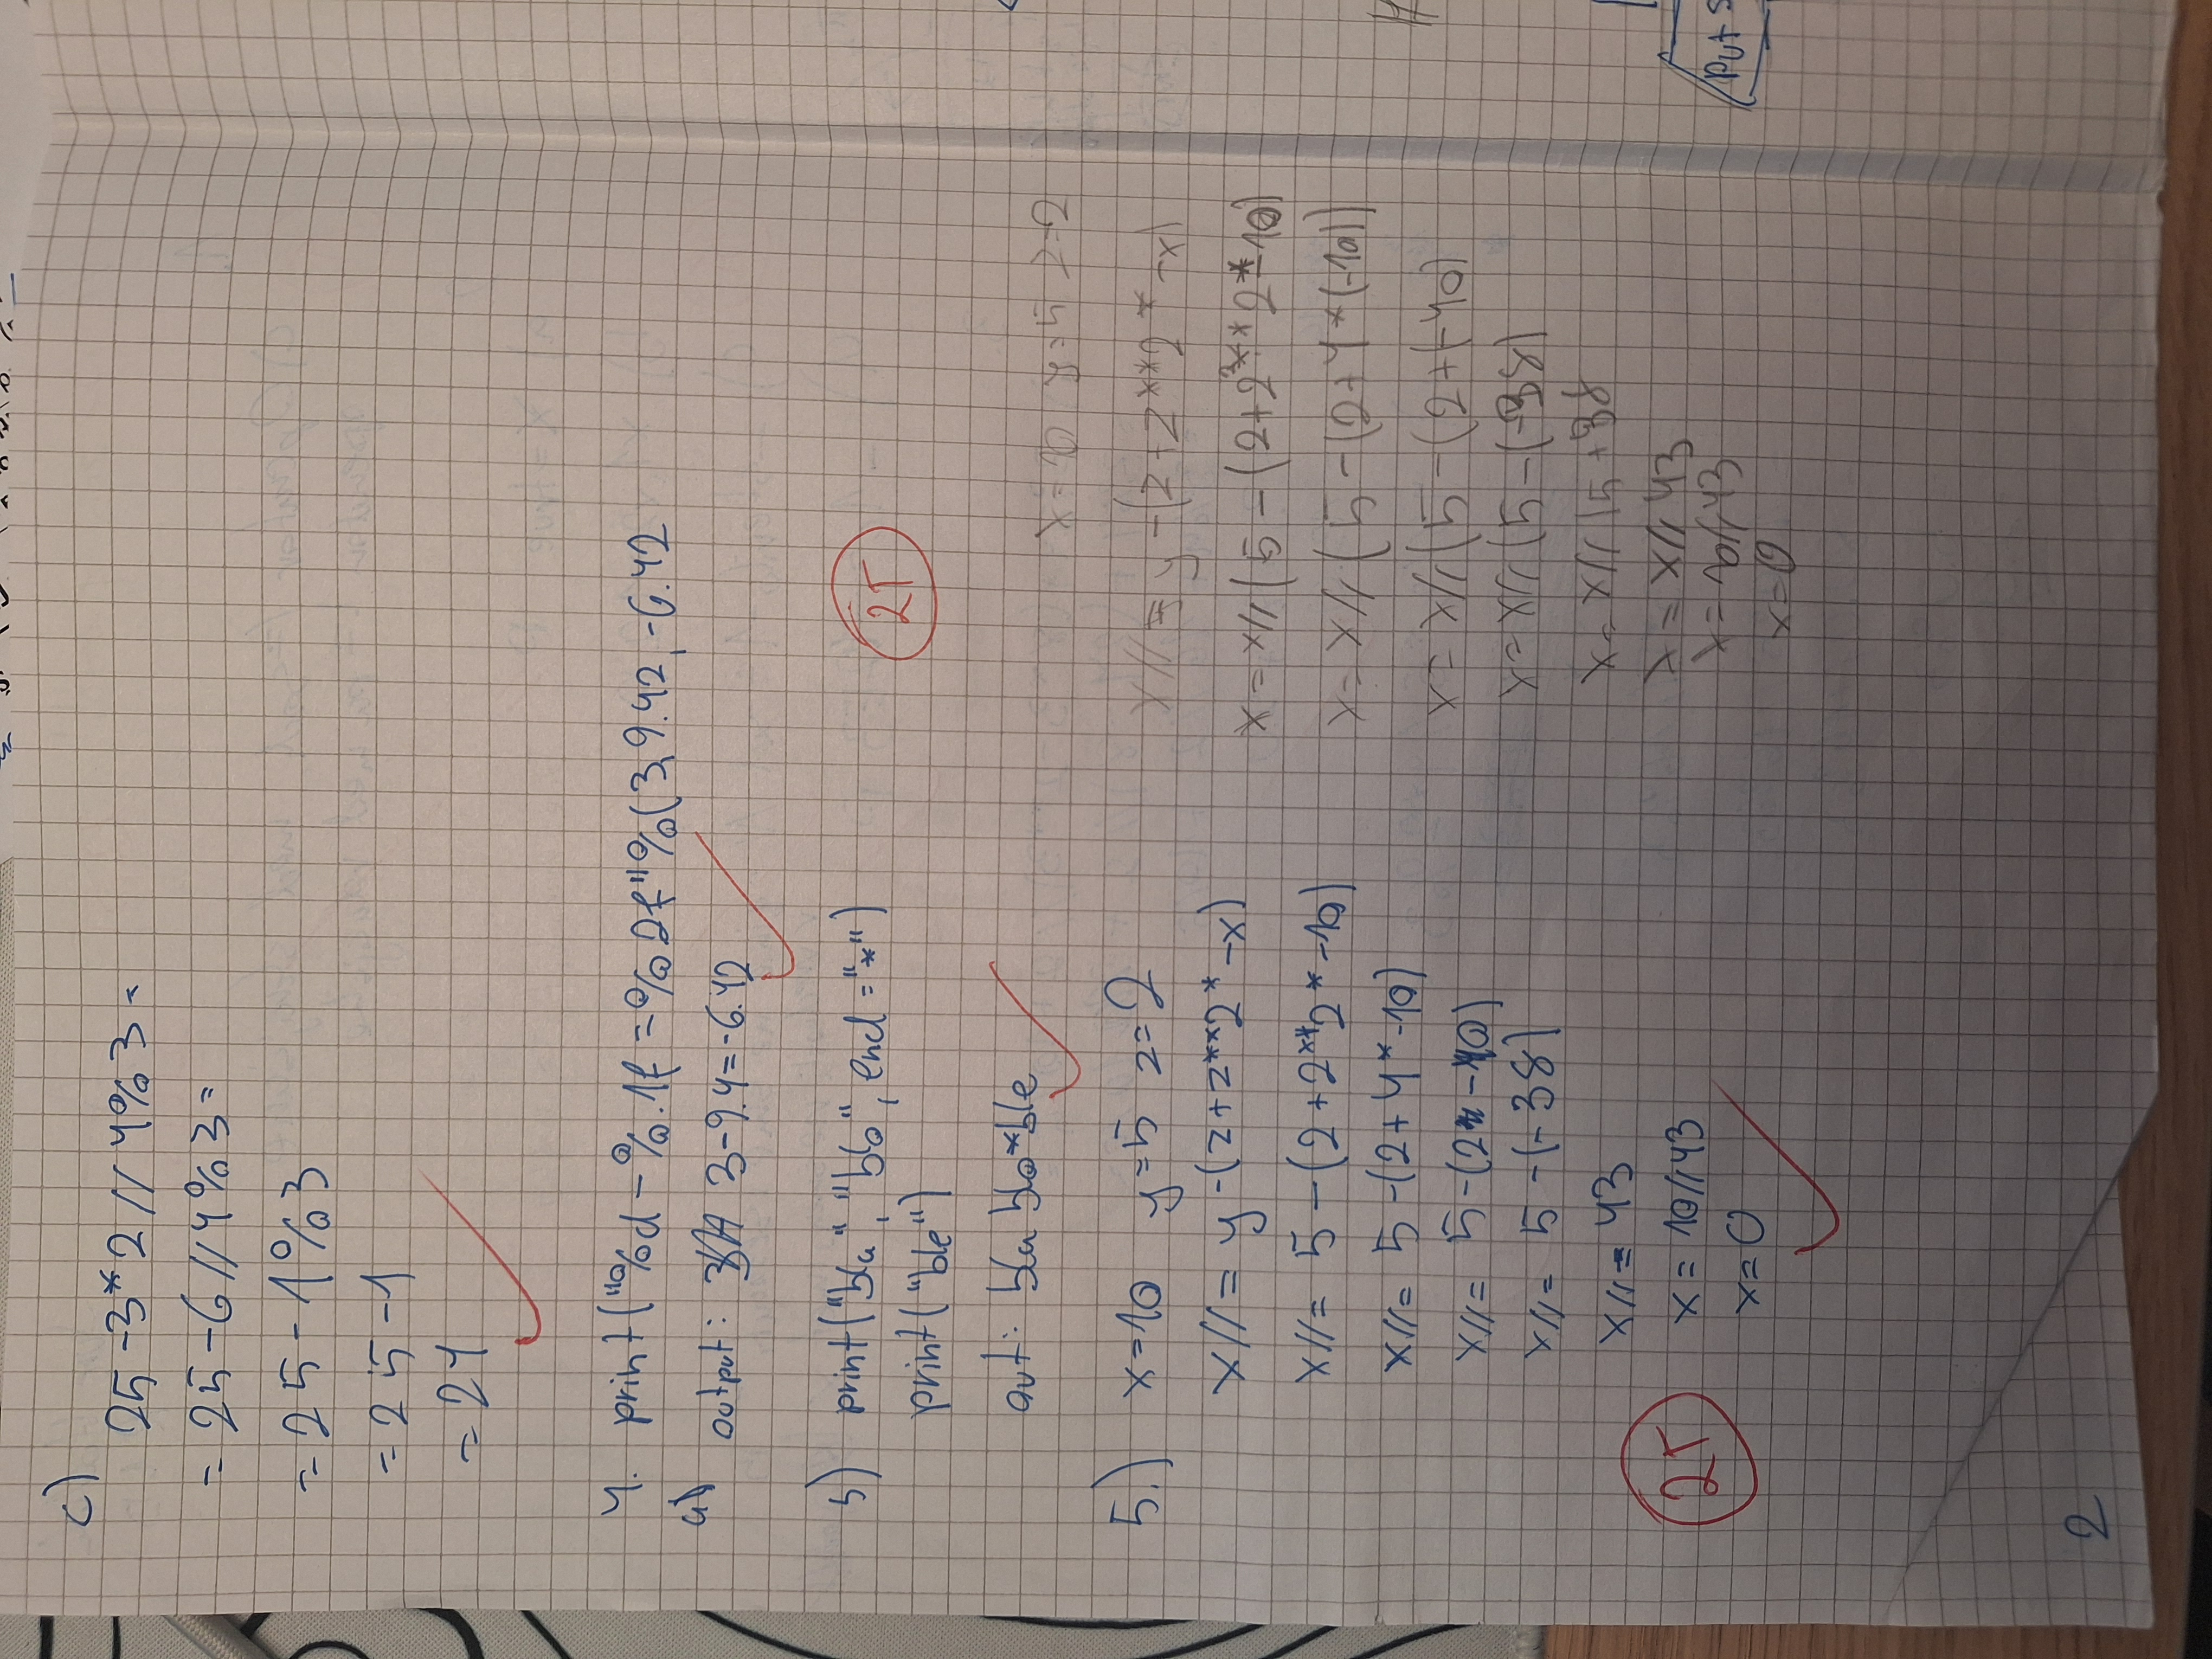 c)
25-3*2//4%3=
= 25-6//4%3=
= 25-1%3
= 25-1
= 24
4. print("%d-%.1f=%2f"%(3,9.42,-6.42
a)
output: 3-9.4=-6.42
b) print("bla", "blo", end="*")
print("ble")
2T
out: bla blo*ble
5.) x=10 y=5 z=2
x//= y-(z+z**2*-x)
x//= 5-(2+2**2*-10)
x//= 5-(2+4*-10)
x//= 5-(2-40)
x//= 5-(-38)
x//= 43
x= 10//43
x= 0
2T
x=10 y=5 z=2
x//= y-(z+z**2*-x)
x = x//(5-(2+2**2*-10)
x = x//(5-(2+4*(-10))
x = x//(5-(2+(-40)
x = x//(5-(-38)
x = x//(5+38
x = x//43
x = 10//43
x=0
put s
2